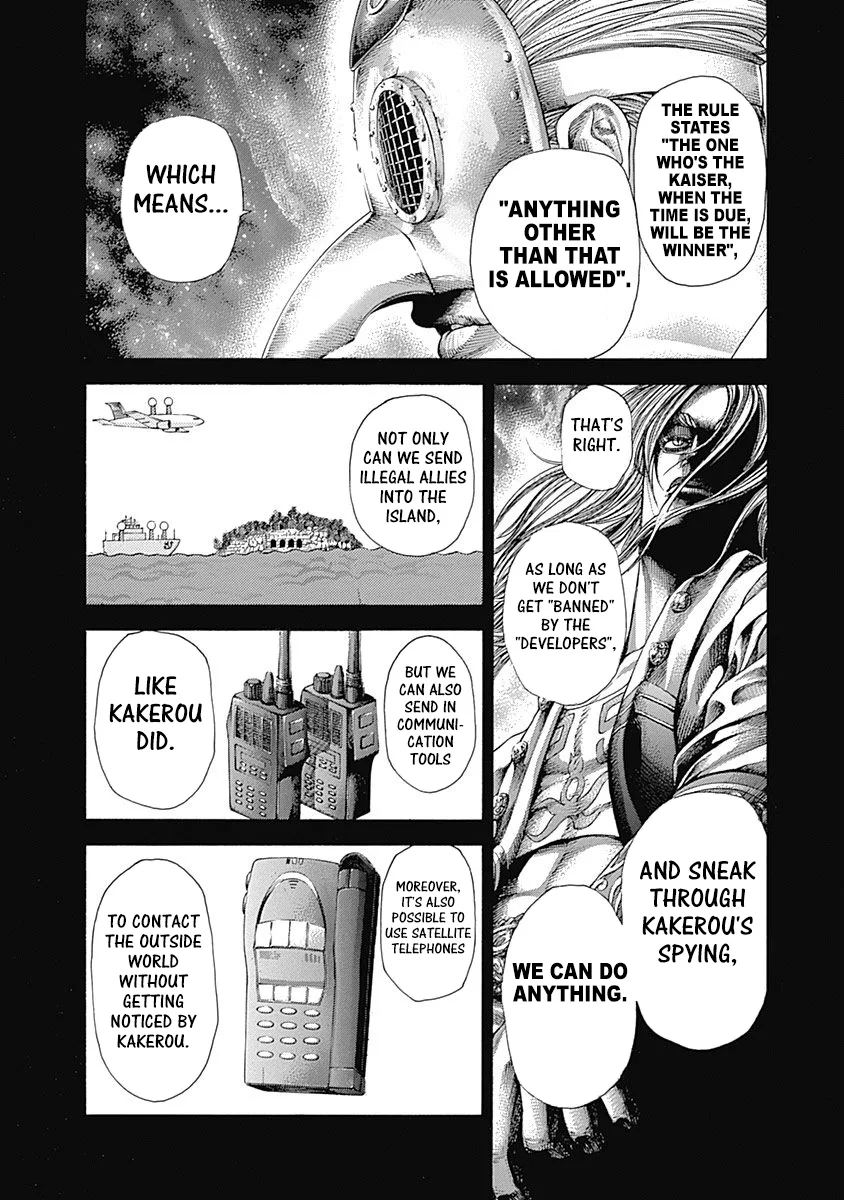 THE RULE
STATES
"THE ONE
WHO'S THE
KAISER,
WHEN THE
TIME IS DUE,
WILL BE THE
WINNER",
"ANYTHING
OTHER
THAN THAT
IS ALLOWED".
WHICH
MEANS...
THAT'S
RIGHT.
AS LONG AS
WE DON'T
GET "BANNED"
BY THE
"DEVELOPERS",
AND SNEAK
THROUGH
KAKEROU'S
SPYING,
WE CAN DO
ANYTHING.
NOT ONLY
CAN WE SEND
ILLEGAL ALLIES
INTO THE
ISLAND,
BUT WE
CAN ALSO
SEND IN
COMMUNI-
CATION
TOOLS
LIKE
KAKEROU
DID.
MOREOVER,
IT'S ALSO
POSSIBLE TO
USE SATELLITE
TELEPHONES
TO CONTACT
THE OUTSIDE
WORLD
WITHOUT
GETTING
NOTICED BY
KAKEROU.